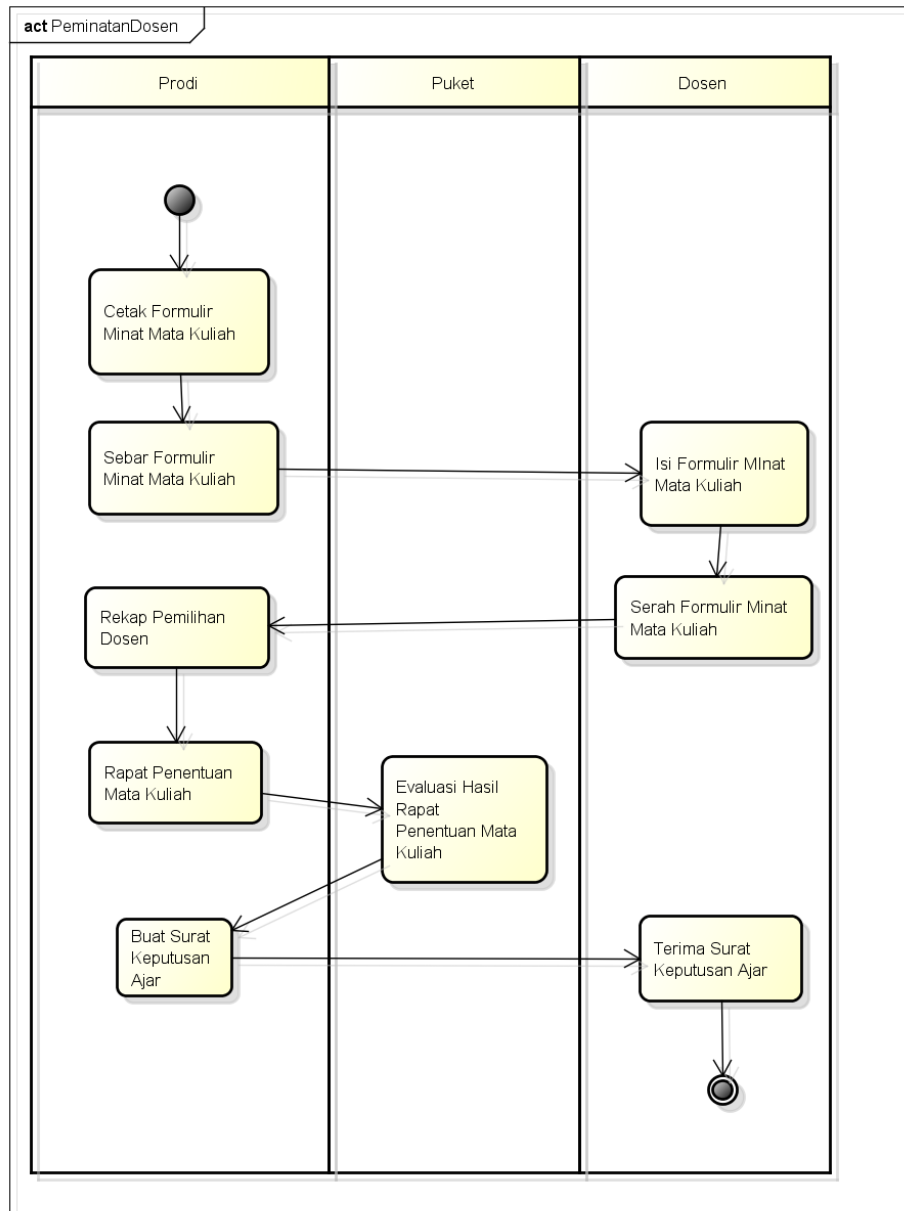 act PeminatanDosen
Prodi
Puket
Dosen
Cetak Formulir
Minat Mata Kuliah
Sebar Formulir
Minat Mata Kuliah
Isi Formulir MInat
Mata Kuliah
Serah Formulir Minat
Mata Kuliah
Rekap Pemilihan
Dosen
Rapat Penentuan
Mata Kuliah
Evaluasi Hasil
Rapat
Penentuan Mata
Kuliah
Buat Surat
Keputusan
Ajar
Terima Surat
Keputusan Ajar